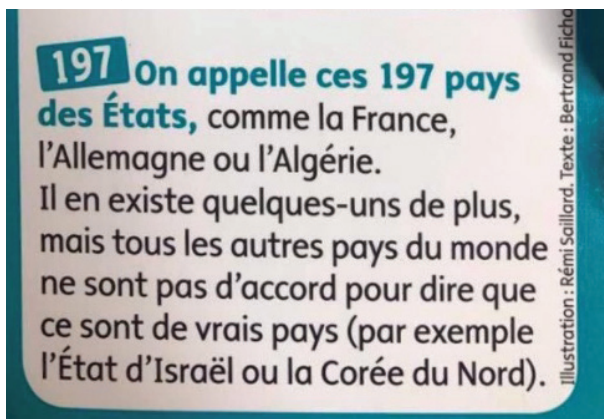 197 On appelle ces 197 pays
des États, comme la France,
l'Allemagne ou l'Algérie.
Il en existe quelques-uns de plus,
mais tous les autres pays du monde
ne sont pas d'accord pour dire que
ce sont de vrais pays (par exemple
l'État d'Israël ou la Corée du Nord).
Illustration : Rémi Saillard. Texte : Bertrand